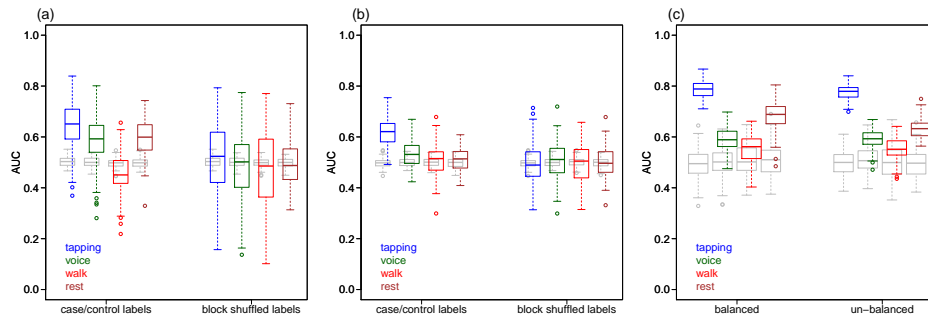 (a)
AUC
1.0
0.8
0.6
0.4
0.2
0.0
tapping
voice
walk
rest
case/control labels
block shuffled labels
(b)
AUC
1.0
0.8
0.6
0.4
0.2
0.0
tapping
voice
walk
rest
case/control labels
block shuffled labels
(c)
AUC
1.0
0.8
0.6
0.4
0.2
0.0
tapping
voice
walk
rest
balanced
un−balanced